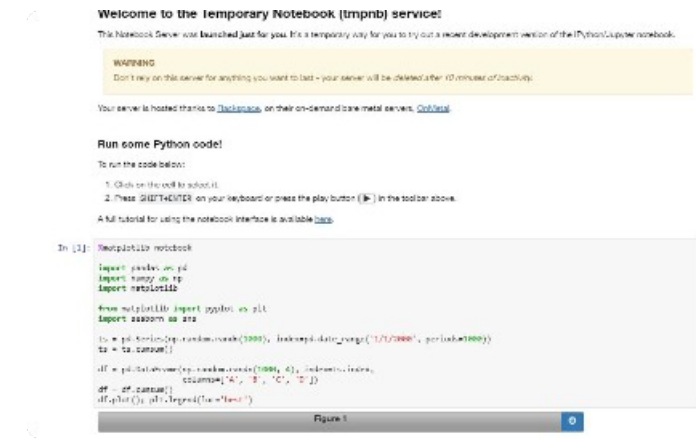 Welcome to the Temporary Notebook (tmpnb) service!
This Notebook Server was launched just for you. It's a temporary way for you to try out a recent development version of the IPython/Jupyter notebook.
WARNING
Don't rely on this server for anything you want to last - your server will be deleted after 10 minutes of inactivity.
Your server is hosted thanks to Rackspace, on their on-demand bare metal servers, OnMetal.
Run some Python code!
To run the code below:
1. Click on the cell to select it.
2. Press SHIFT+ENTER on your keyboard or press the play button (▶) in the toolbar above.
A full tutorial for using the notebook interface is available here.
In [1]: %matplotlib notebook
import pandas as pd
import numpy as np
import matplotlib
from matplotlib import pyplot as plt
import seaborn as sns
ts = pd.Series(np.random.randn(1000), index=pd.date_range('1/1/2000', periods=1000))
ts = ts.cumsum()
df = pd.DataFrame(np.random.randn(1000, 4), index=ts.index,
columns=['A', 'B', 'C', 'D'])
df = df.cumsum()
df.plot(); plt.legend(loc='best')
Figure 1